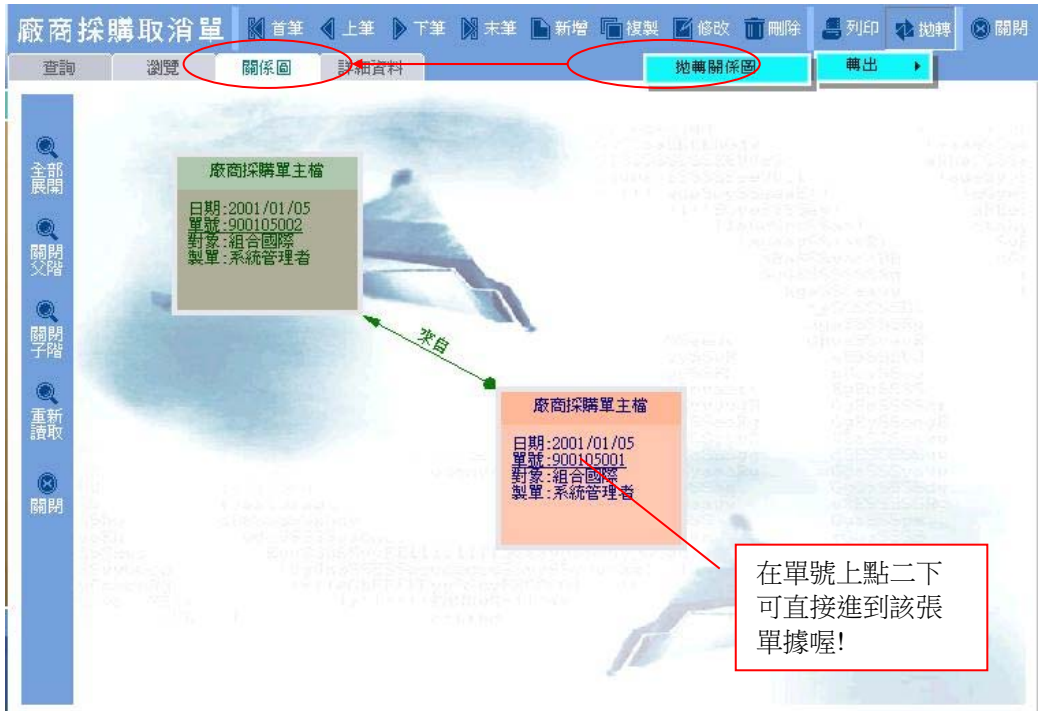 廠商採購取消單
首筆 上筆 下筆 末筆 新增 複製 修改 刪除 列印 拋轉 關閉
查詢 瀏覽 關係圖 詳細資料 拋轉關係圖 轉出
全部
展開
關閉
父階
關閉
子階
重新
讀取
關閉
廠商採購單主檔
日期:2001/01/05
單號:900105002
對象:組合國際
製單:系統管理者
來自
廠商採購單主檔
日期:2001/01/05
單號:900105001
對象:組合國際
製單:系統管理者
在單號上點二下
可直接進到該張
單據喔!